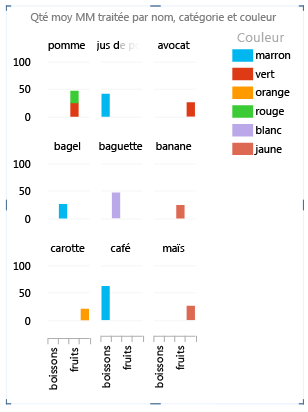 Qté moy MM traitée par nom, catégorie et couleur
Couleur
marron
vert
orange
rouge
blanc
jaune
pomme jus de avocat
100
50
0
bagel baguette banane
100
50
0
carotte café maïs
100
50
0
boissons fruits boissons fruits boissons fruits